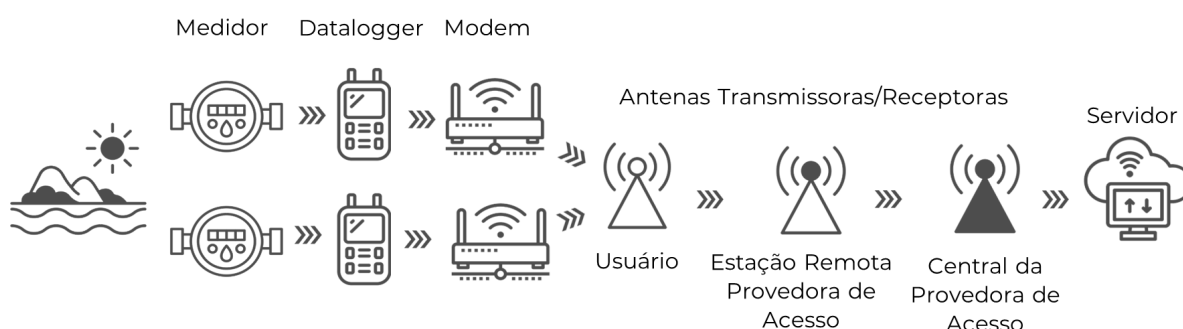 Medidor Datalogger Modem
Antenas Transmissoras/Receptoras
Servidor
Usuário
Estação Remota
Provedora de
Acesso
Central da
Provedora de
Acesso